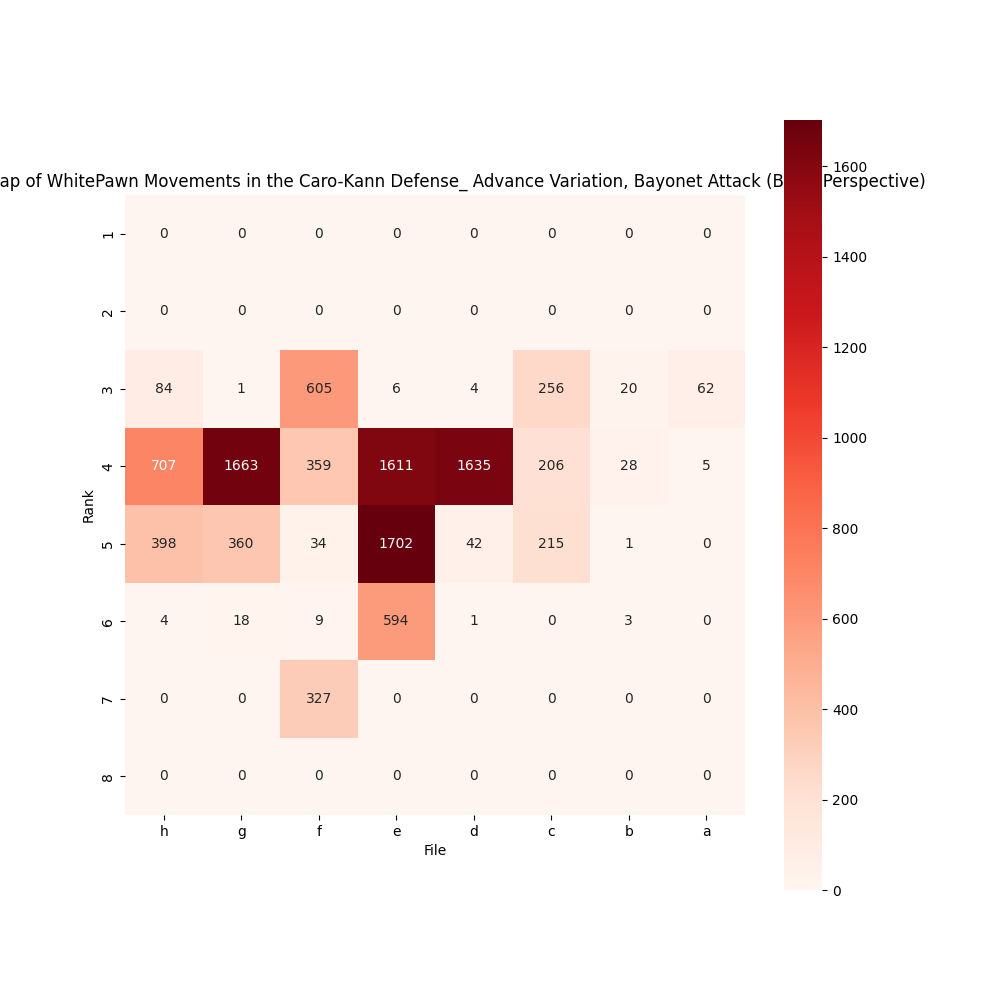 ap of WhitePawn Movements in the Caro-Kann Defense_ Advance Variation, Bayonet Attack (B Perspective)
1 0 0 0 0 0 0 0 0
2 0 0 0 0 0 0 0 0
3 84 1 605 6 4 256 20 62
4 707 1663 359 1611 1635 206 28 5
5 398 360 34 1702 42 215 1 0
6 4 18 9 594 1 0 3 0
7 0 0 327 0 0 0 0 0
8 0 0 0 0 0 0 0 0
h g f e d c b a
File
Rank
1600
1400
1200
1000
800
600
400
200
0